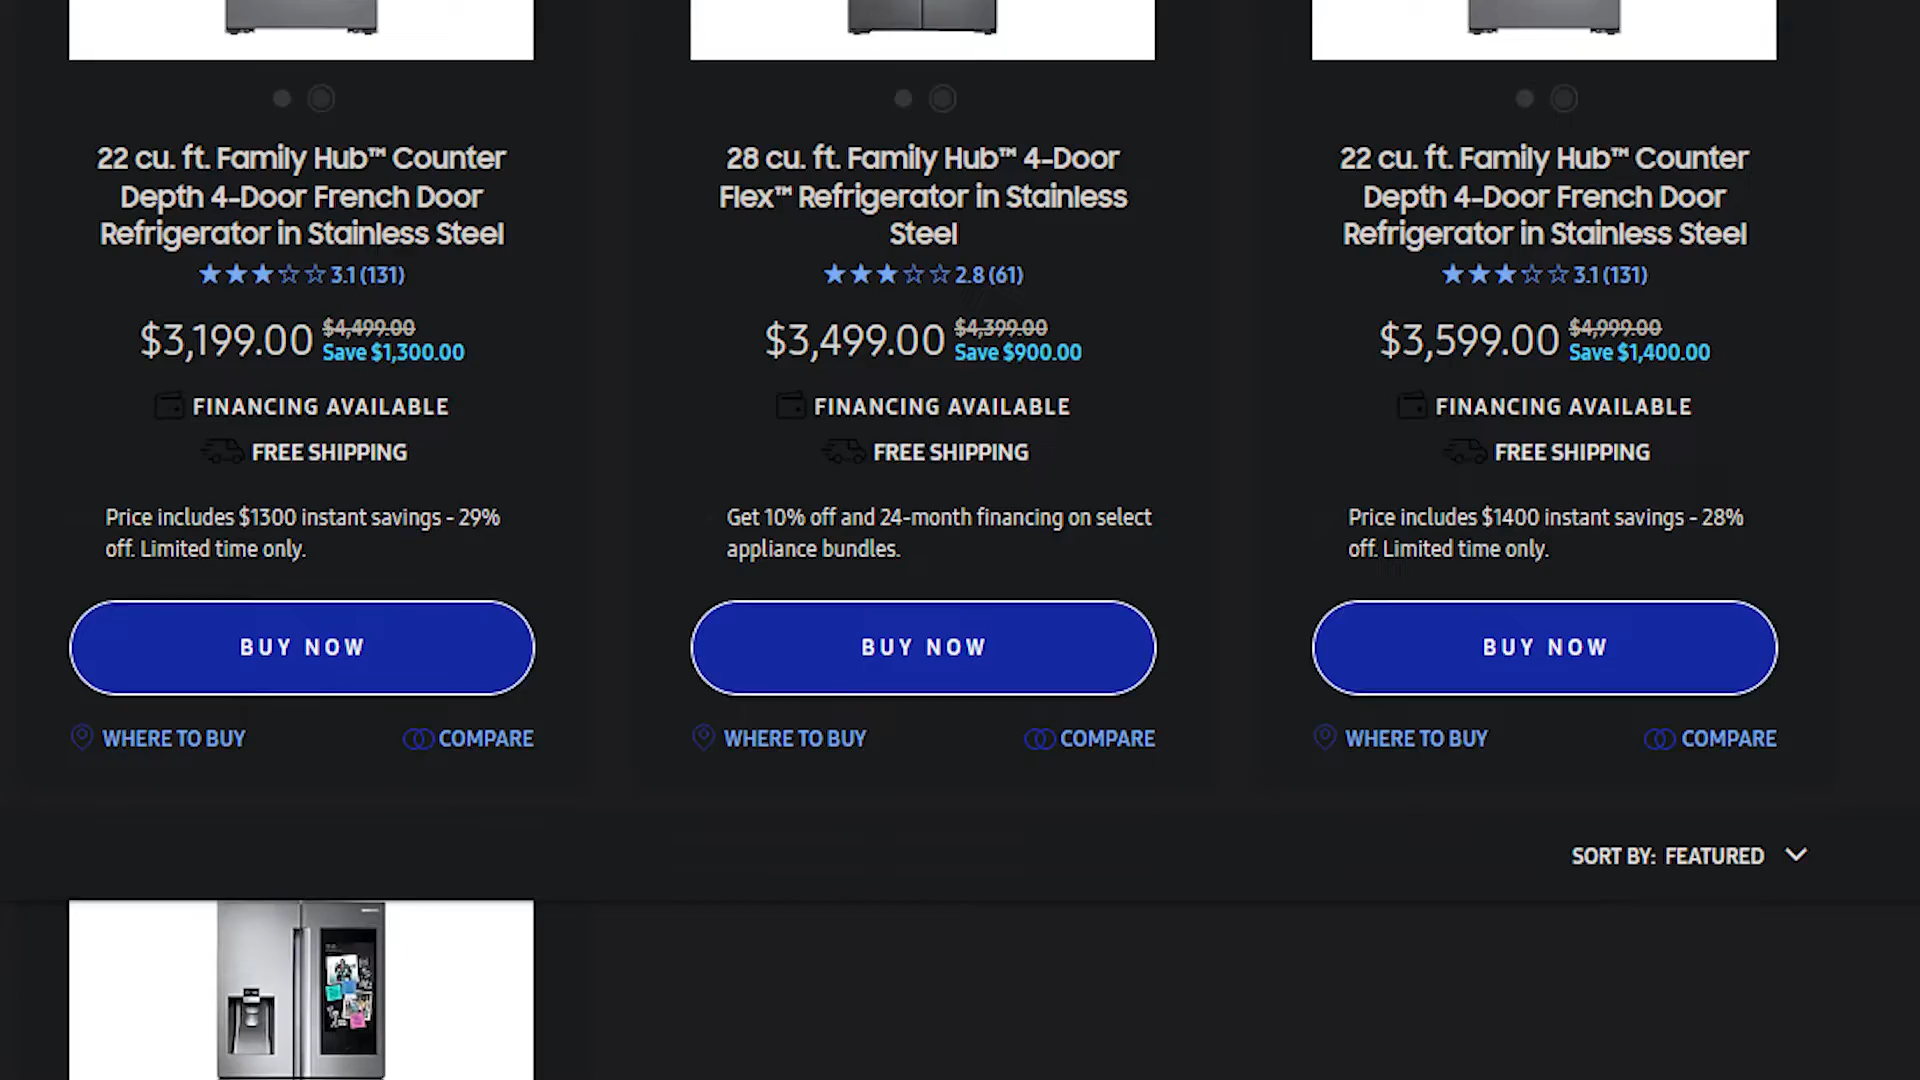 22 cu. ft. Family Hub™ Counter
Depth 4-Door French Door
Refrigerator in Stainless Steel
3.1 (131)
$3,199.00 $4,499.00
Save $1,300.00
FINANCING AVAILABLE
FREE SHIPPING
Price includes $1300 instant savings - 29%
off. Limited time only.
BUY NOW
WHERE TO BUY
COMPARE
28 cu. ft. Family Hub™ 4-Door
Flex™ Refrigerator in Stainless
Steel
2.8 (61)
$3,499.00 $4,399.00
Save $900.00
FINANCING AVAILABLE
FREE SHIPPING
Get 10% off and 24-month financing on select
appliance bundles.
BUY NOW
WHERE TO BUY
COMPARE
22 cu. ft. Family Hub™ Counter
Depth 4-Door French Door
Refrigerator in Stainless Steel
3.1 (131)
$3,599.00 $4,999.00
Save $1,400.00
FINANCING AVAILABLE
FREE SHIPPING
Price includes $1400 instant savings - 28%
off. Limited time only.
BUY NOW
WHERE TO BUY
COMPARE
SORT BY: FEATURED